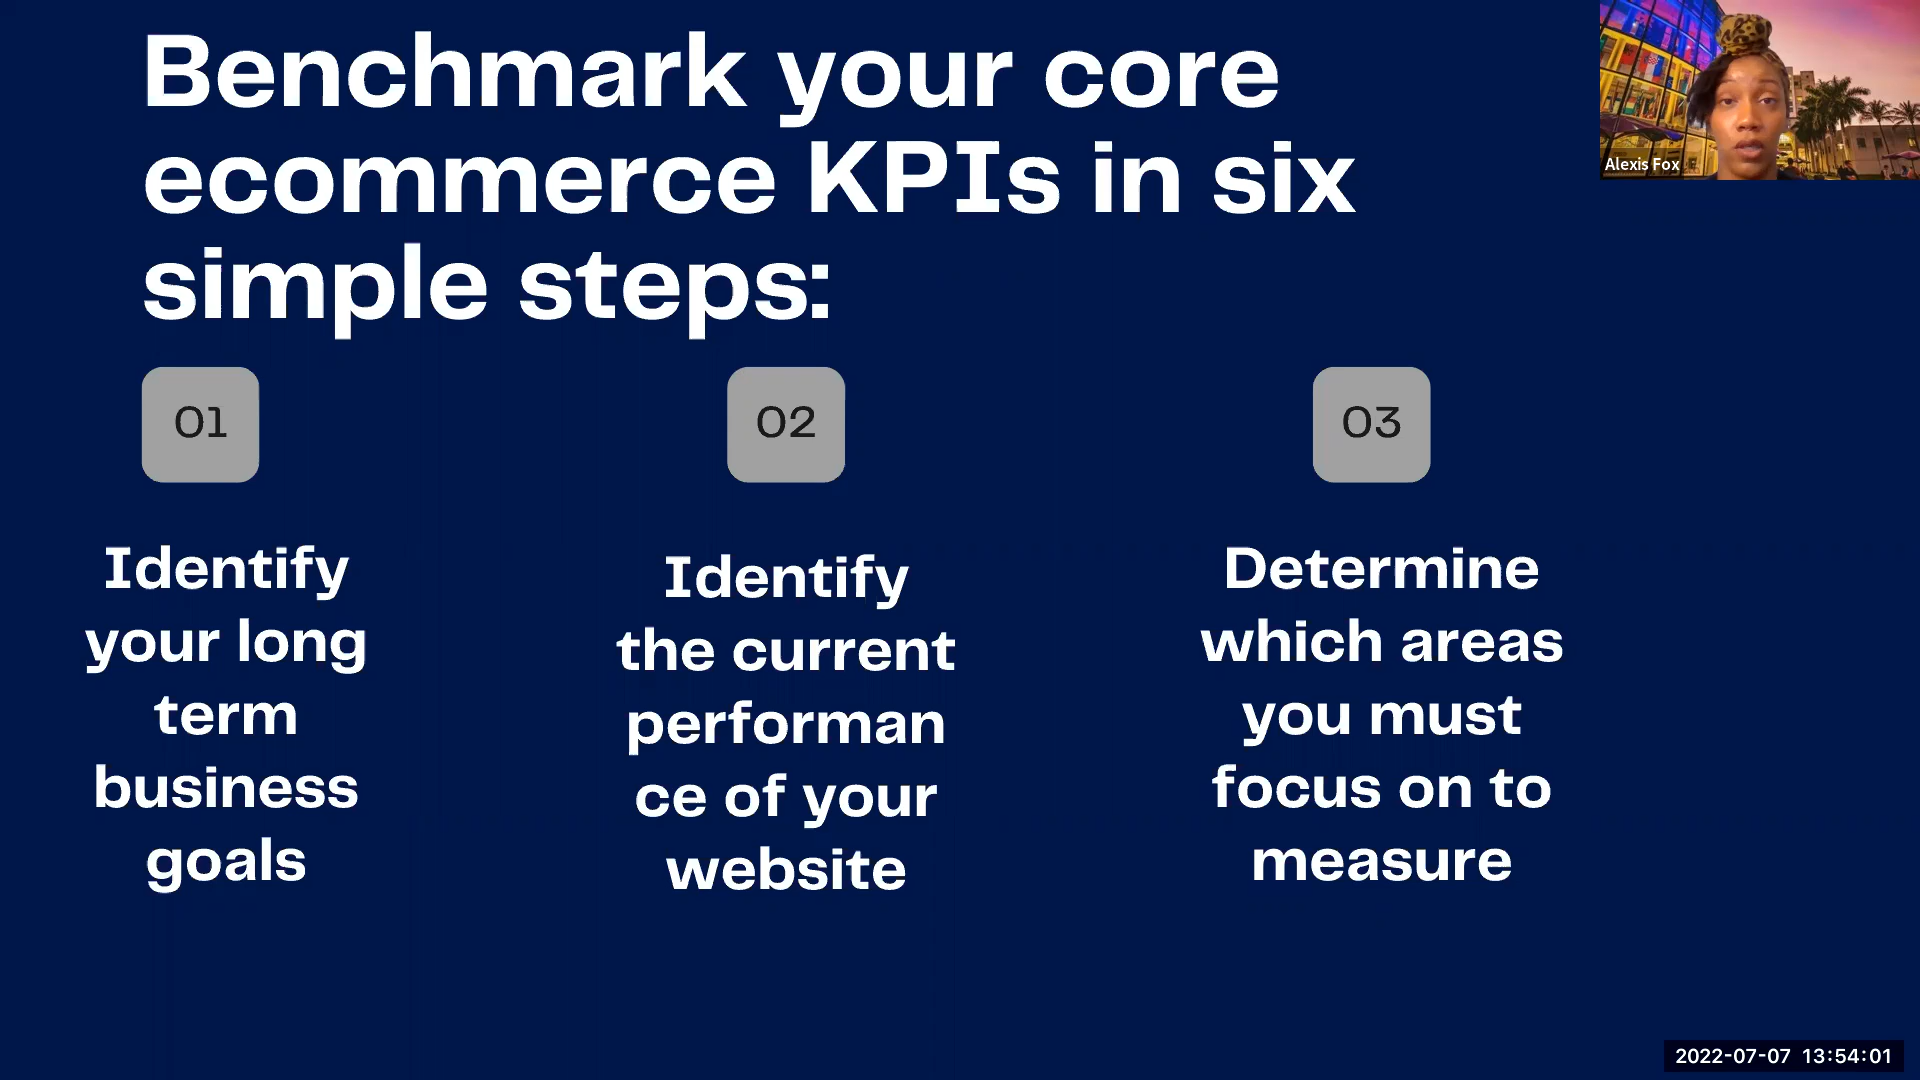 Benchmark your core
ecommerce KPIs in six
simple steps:
Alexis Fox
01
Identify
your long
term
business
goals
02
Identify
the current
performan
ce of your
website
03
Determine
which areas
you must
focus on to
measure
2022-07-07 13:54:01